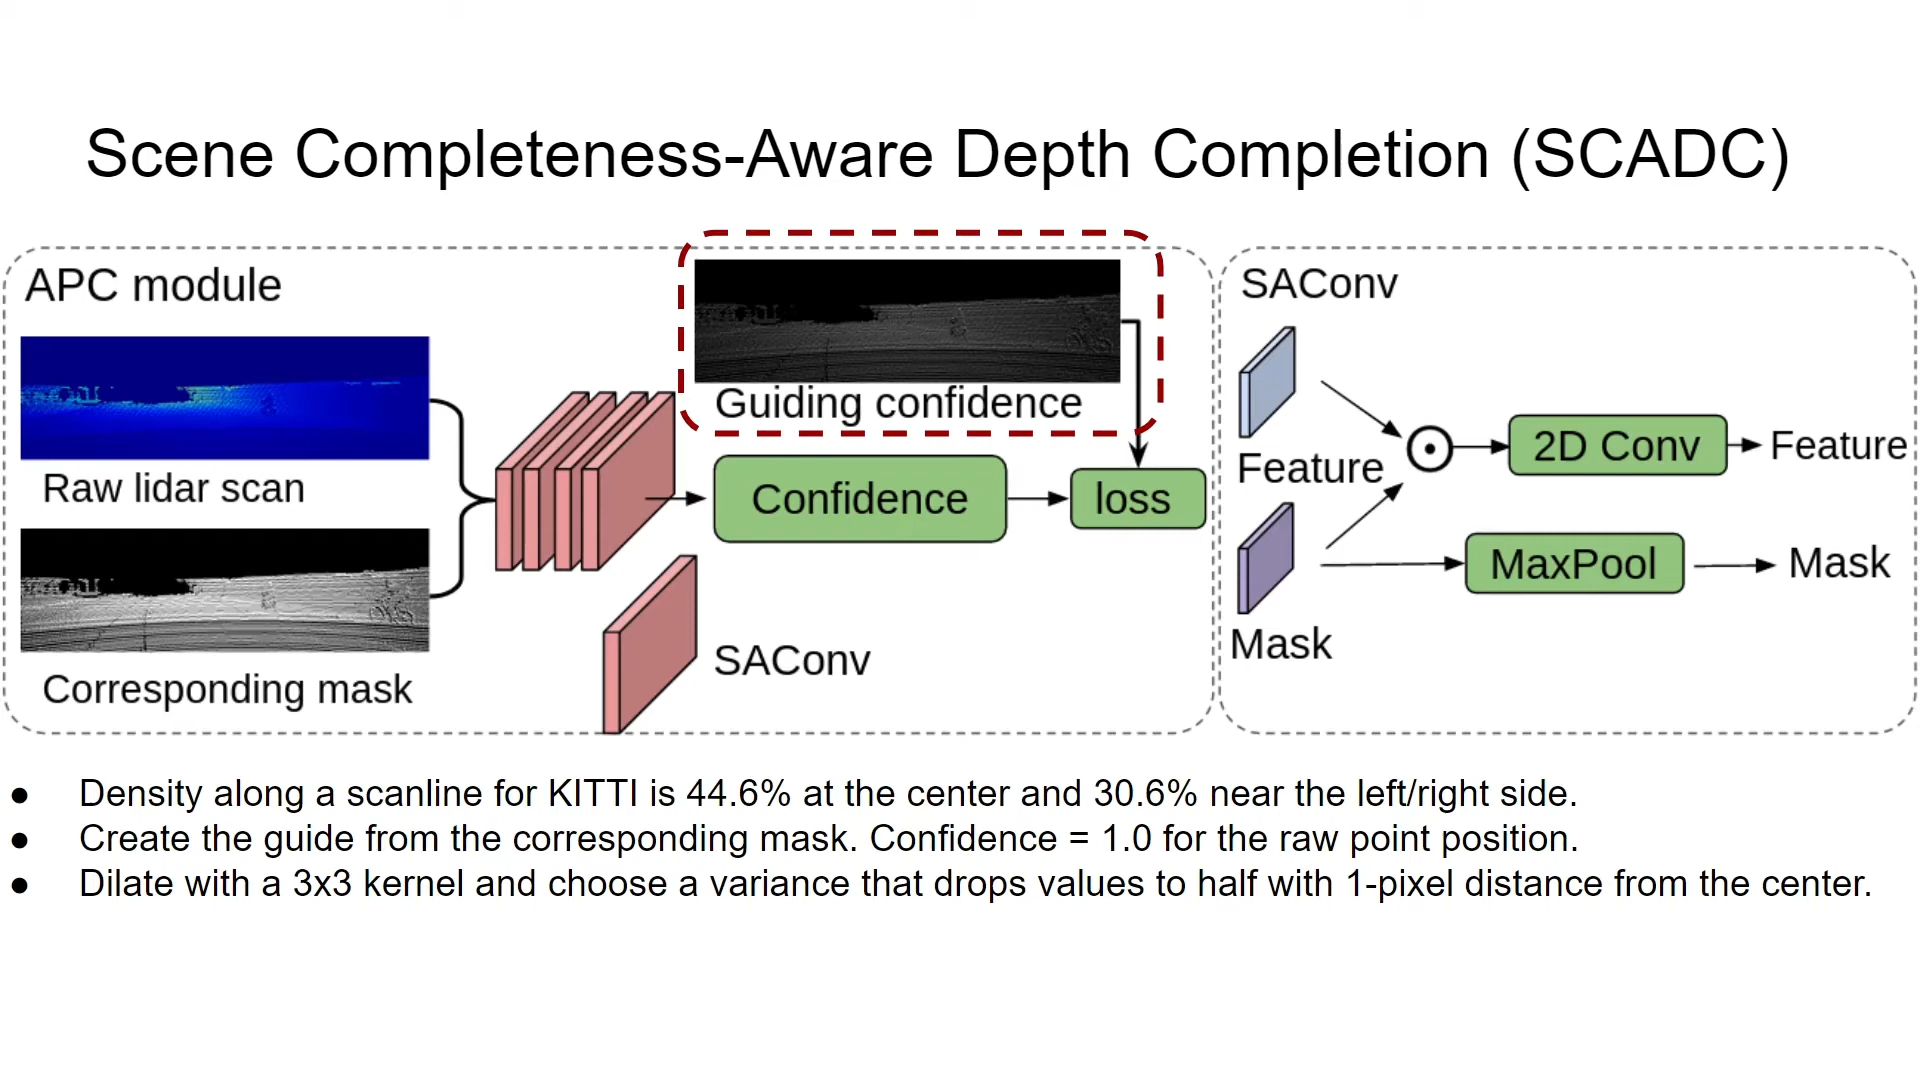 Scene Completeness-Aware Depth Completion (SCADC)
APC module
Raw lidar scan
Corresponding mask
Guiding confidence
Confidence
loss
SAConv
SAConv
Feature
Mask
2D Conv
Feature
MaxPool
Mask
● Density along a scanline for KITTI is 44.6% at the center and 30.6% near the left/right side.
● Create the guide from the corresponding mask. Confidence = 1.0 for the raw point position.
● Dilate with a 3x3 kernel and choose a variance that drops values to half with 1-pixel distance from the center.